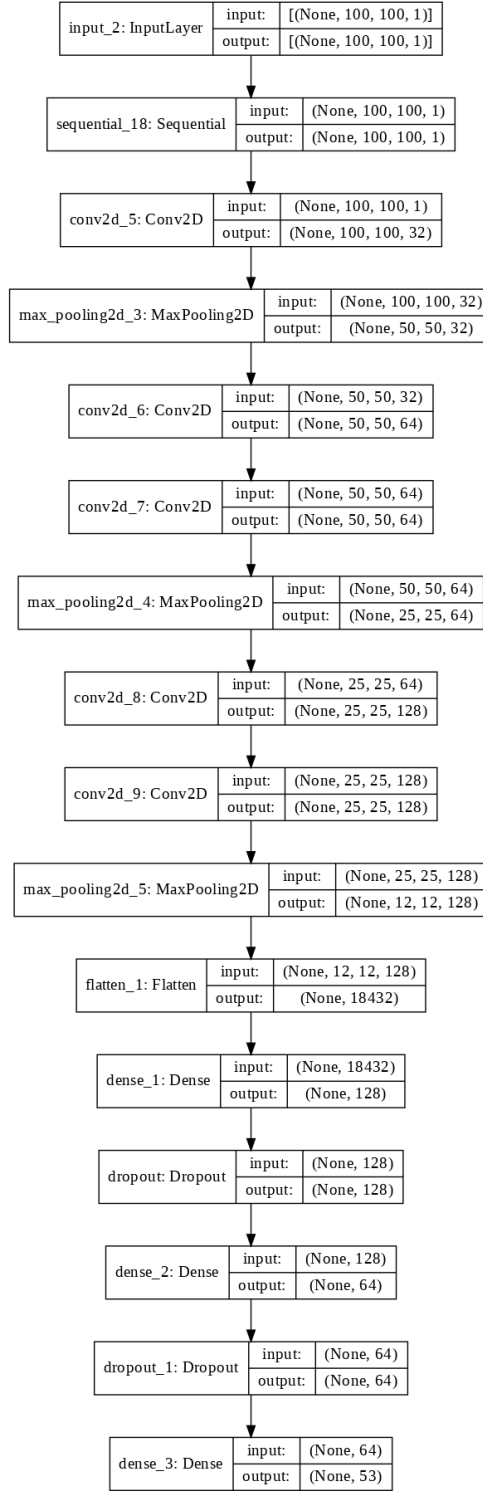 input_2: InputLayer
input: [(None, 100, 100, 1)]
output: [(None, 100, 100, 1)]
sequential_18: Sequential
input: (None, 100, 100, 1)
output: (None, 100, 100, 1)
conv2d_5: Conv2D
input: (None, 100, 100, 1)
output: (None, 100, 100, 32)
max_pooling2d_3: MaxPooling2D
input: (None, 100, 100, 32)
output: (None, 50, 50, 32)
conv2d_6: Conv2D
input: (None, 50, 50, 32)
output: (None, 50, 50, 64)
conv2d_7: Conv2D
input: (None, 50, 50, 64)
output: (None, 50, 50, 64)
max_pooling2d_4: MaxPooling2D
input: (None, 50, 50, 64)
output: (None, 25, 25, 64)
conv2d_8: Conv2D
input: (None, 25, 25, 64)
output: (None, 25, 25, 128)
conv2d_9: Conv2D
input: (None, 25, 25, 128)
output: (None, 25, 25, 128)
max_pooling2d_5: MaxPooling2D
input: (None, 25, 25, 128)
output: (None, 12, 12, 128)
flatten_1: Flatten
input: (None, 12, 12, 128)
output: (None, 18432)
dense_1: Dense
input: (None, 18432)
output: (None, 128)
dropout: Dropout
input: (None, 128)
output: (None, 128)
dense_2: Dense
input: (None, 128)
output: (None, 64)
dropout_1: Dropout
input: (None, 64)
output: (None, 64)
dense_3: Dense
input: (None, 64)
output: (None, 53)